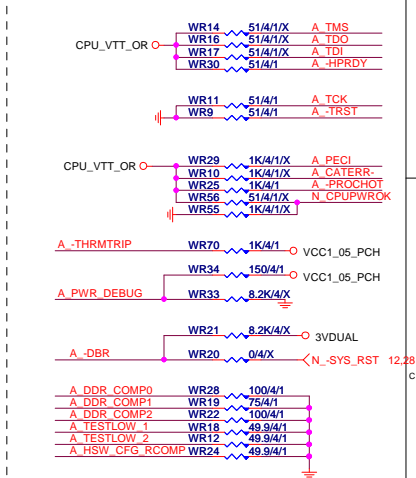 WR14 51/4/1/X A_TMS
CPU_VTT_OR WR16 51/4/1/X A_TDO
WR17 51/4/1/X A_TDI
WR30 51/4/1 A_-HPRDY
WR11 51/4/1 A_TCK
WR9 51/4/1 A_-TRST
CPU_VTT_OR WR29 1K/4/1/X A_PECI
WR10 1K/4/1/X A_CATERR-
WR25 1K/4/1 A_-PROCHOT
WR56 51/4/1/X N_CPUPWROK
WR55 1K/4/1/X
A_-THRMTRIP WR70 1K/4/1 VCC1_05_PCH
WR34 150/4/1 VCC1_05_PCH
A_PWR_DEBUG WR33 8.2K/4/X
WR21 8.2K/4/X 3VDUAL
A_-DBR WR20 0/4/X N_-SYS_RST 12,28
C
A_DDR_COMP0 WR28 100/4/1
A_DDR_COMP1 WR19 75/4/1
A_DDR_COMP2 WR22 100/4/1
A_TESTLOW_1 WR18 49.9/4/1
A_TESTLOW_2 WR12 49.9/4/1
A_HSW_CFG_RCOMP WR24 49.9/4/1